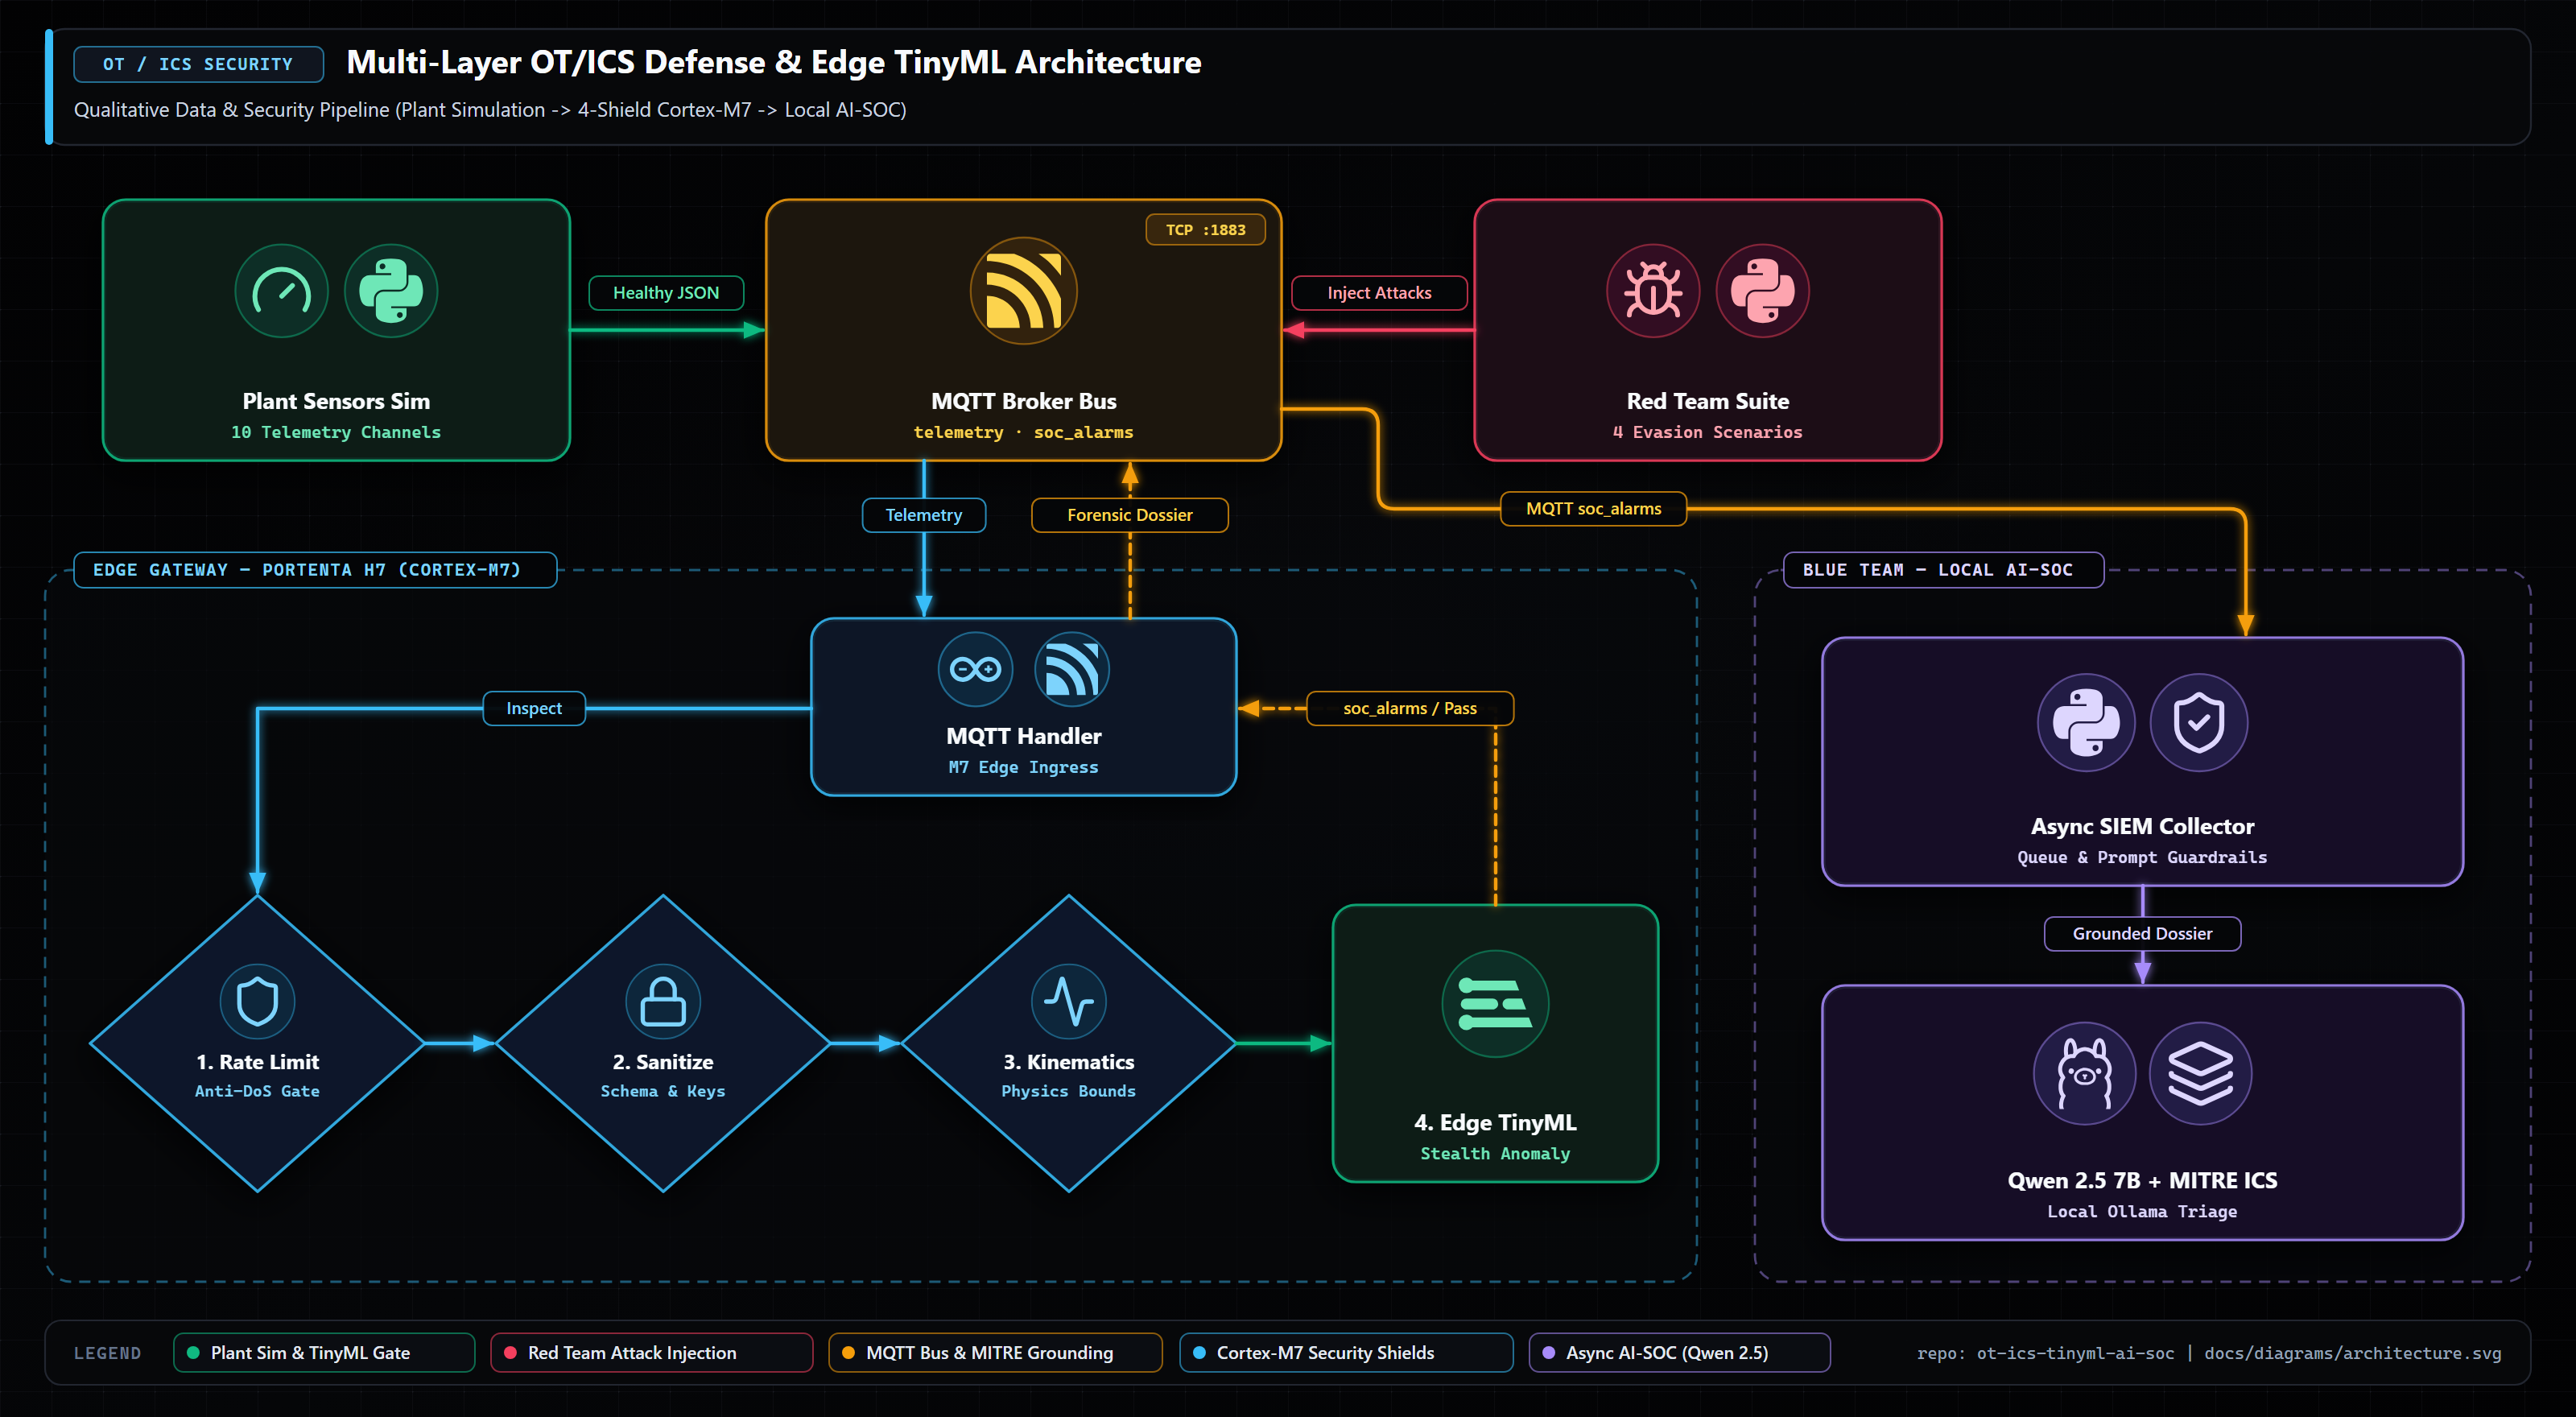 OT / ICS SECURITY
Multi-Layer OT/ICS Defense & Edge TinyML Architecture
Qualitative Data & Security Pipeline (Plant Simulation -> 4-Shield Cortex-M7 -> Local AI-SOC)
Plant Sensors Sim
10 Telemetry Channels
Healthy JSON
TCP :1883
MQTT Broker Bus
telemetry · soc_alarms
Inject Attacks
Red Team Suite
4 Evasion Scenarios
Telemetry
Forensic Dossier
MQTT soc_alarms
EDGE GATEWAY — PORTENTA H7 (CORTEX-M7)
MQTT Handler
M7 Edge Ingress
Inspect
soc_alarms / Pass
1. Rate Limit
Anti-DoS Gate
2. Sanitize
Schema & Keys
3. Kinematics
Physics Bounds
4. Edge TinyML
Stealth Anomaly
BLUE TEAM — LOCAL AI-SOC
Async SIEM Collector
Queue & Prompt Guardrails
Grounded Dossier
Qwen 2.5 7B + MITRE ICS
Local Ollama Triage
LEGEND
Plant Sim & TinyML Gate
Red Team Attack Injection
MQTT Bus & MITRE Grounding
Cortex-M7 Security Shields
Async AI-SOC (Qwen 2.5)
repo: ot-ics-tinyml-ai-soc | docs/diagrams/architecture.svg